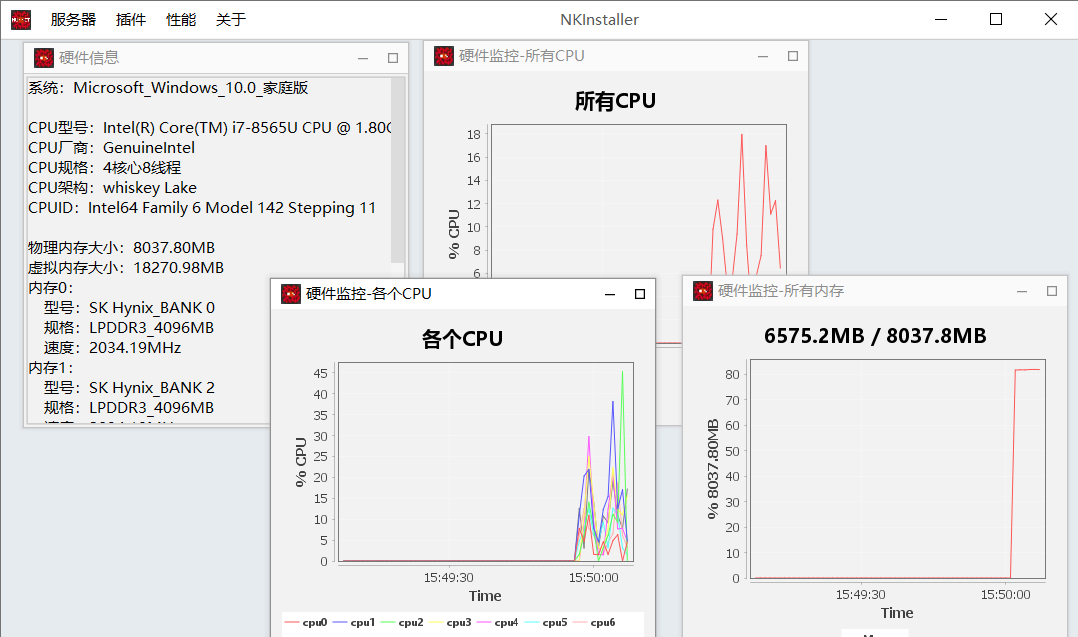 服务器 插件 性能 关于
NKInstaller
硬件信息
系统：Microsoft_Windows_10.0_家庭版
CPU型号：Intel(R) Core(TM) i7-8565U CPU @ 1.80
CPU厂商：GenuineIntel
CPU规格：4核心8线程
CPU架构：whiskey Lake
CPUID：Intel64 Family 6 Model 142 Stepping 11
物理内存大小：8037.80MB
虚拟内存大小：18270.98MB
内存0：
型号：SK Hynix_BANK 0
规格：LPDDR3_4096MB
速度：2034.19MHz
内存1：
型号：SK Hynix_BANK 2
规格：LPDDR3_4096MB
硬件监控-所有CPU
所有CPU
% CPU
18
16
14
12
10
8
6
硬件监控-各个CPU
各个CPU
% CPU
45
40
35
30
25
20
15
10
5
0
15:49:30 15:50:00
Time
cpu0 cpu1 cpu2 cpu3 cpu4 cpu5 cpu6
硬件监控-所有内存
6575.2MB / 8037.8MB
% 8037.80MB
80
70
60
50
40
30
20
10
0
15:49:30 15:50:00
Time